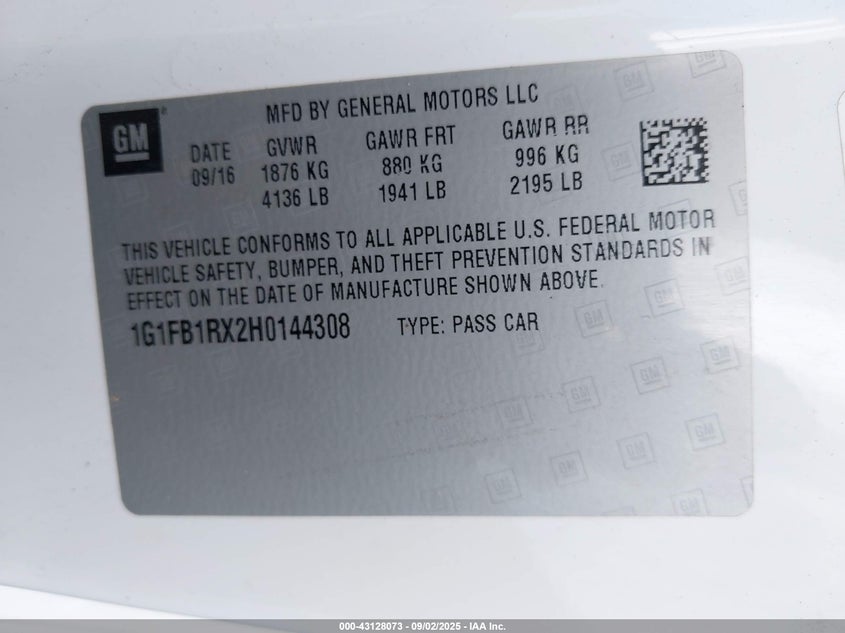 GM
MFD BY GENERAL MOTORS LLC
DATE GVWR GAWR FRT GAWR RR
09/16 1876 KG 880 KG 996 KG
4136 LB 1941 LB 2195 LB
THIS VEHICLE CONFORMS TO ALL APPLICABLE U.S. FEDERAL MOTOR
VEHICLE SAFETY, BUMPER, AND THEFT PREVENTION STANDARDS IN
EFFECT ON THE DATE OF MANUFACTURE SHOWN ABOVE.
1G1FB1RX2H0144308 TYPE: PASS CAR
000-43128073 — 09/02/2025 — IAA Inc.